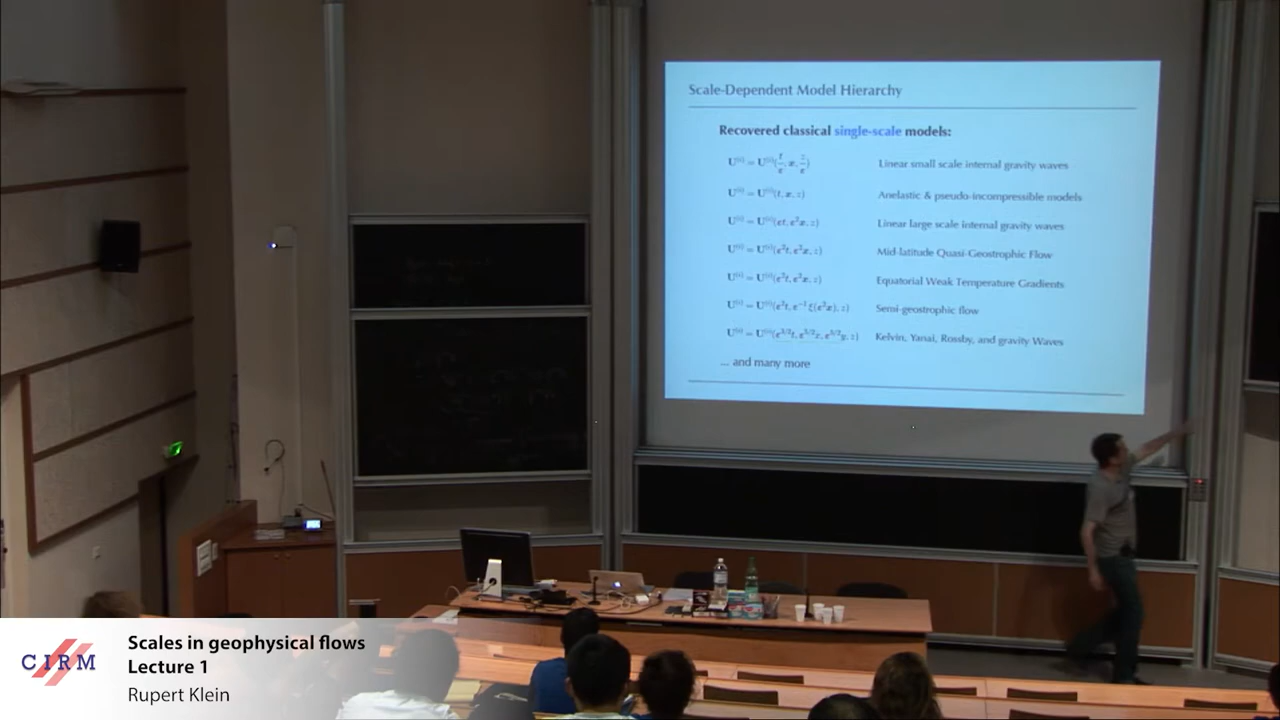 Scale-Dependent Model Hierarchy
Recovered classical single-scale models:
Linear small scale internal gravity waves
Anelastic & pseudo-incompressible models
Linear large scale internal gravity waves
Mid-latitude Quasi-Geostrophic Flow
Equatorial Weak Temperature Gradients
Semi-geostrophic flow
Kelvin, Yanai, Rossby, and gravity Waves
... and many more
CIRM
Scales in geophysical flows
Lecture 1
Rupert Klein